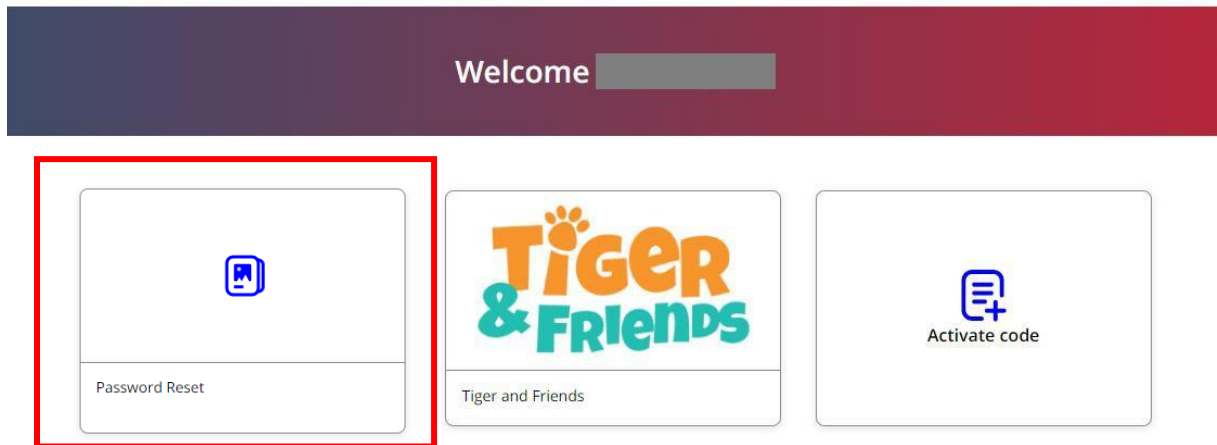 Welcome
TiGeR
& FRIenDS
Activate code
Password Reset
Tiger and Friends